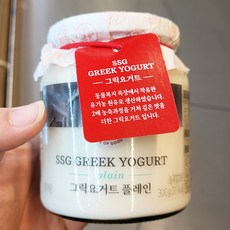 SSG
GREEK YOGURT
그릭요거트
동물복지 목장에서 착유한
유기농 원유로 생산하였습니다.
2배 농축과정을 거쳐 깊은 맛을
더한 그릭요거트 입니다.
SSG GREEK YOGURT
plain
그릭요거트 플레인